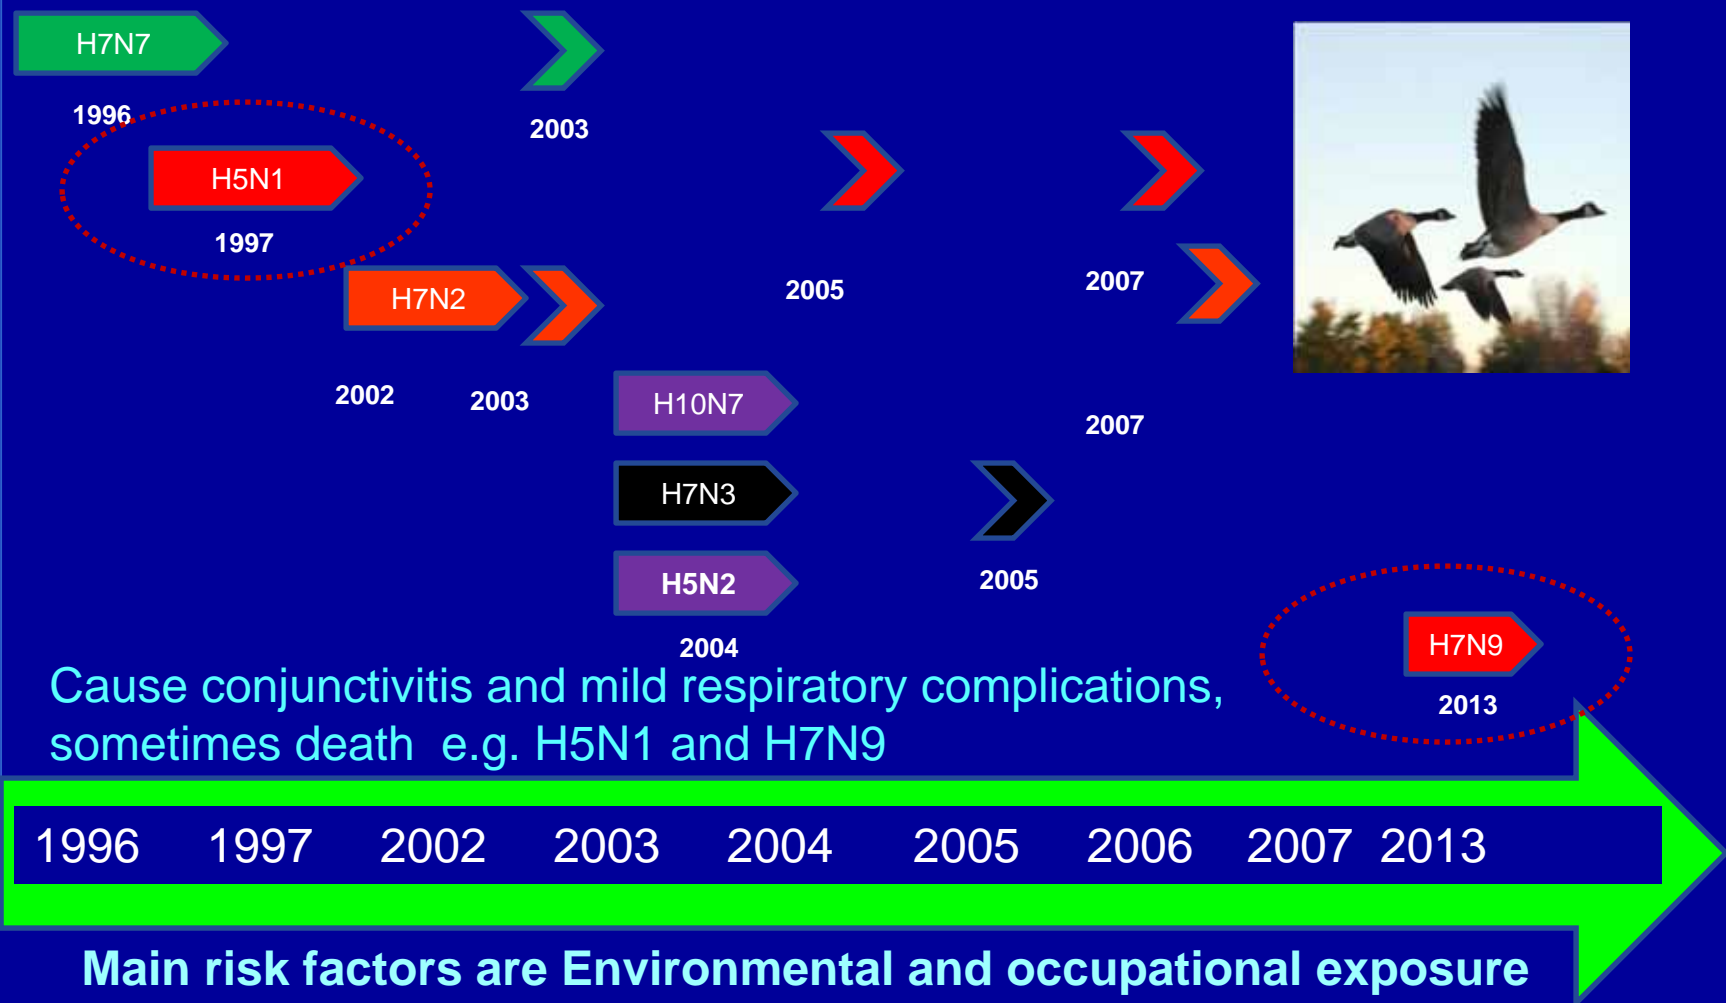 H7N7
1996
2003
H5N1
1997
2005
2007
H7N2
2002
2003
H10N7
2007
H7N3
2005
H5N2
2004
H7N9
2013
Cause conjunctivitis and mild respiratory complications,
sometimes death e.g. H5N1 and H7N9
1996 1997 2002 2003 2004 2005 2006 2007 2013
Main risk factors are Environmental and occupational exposure